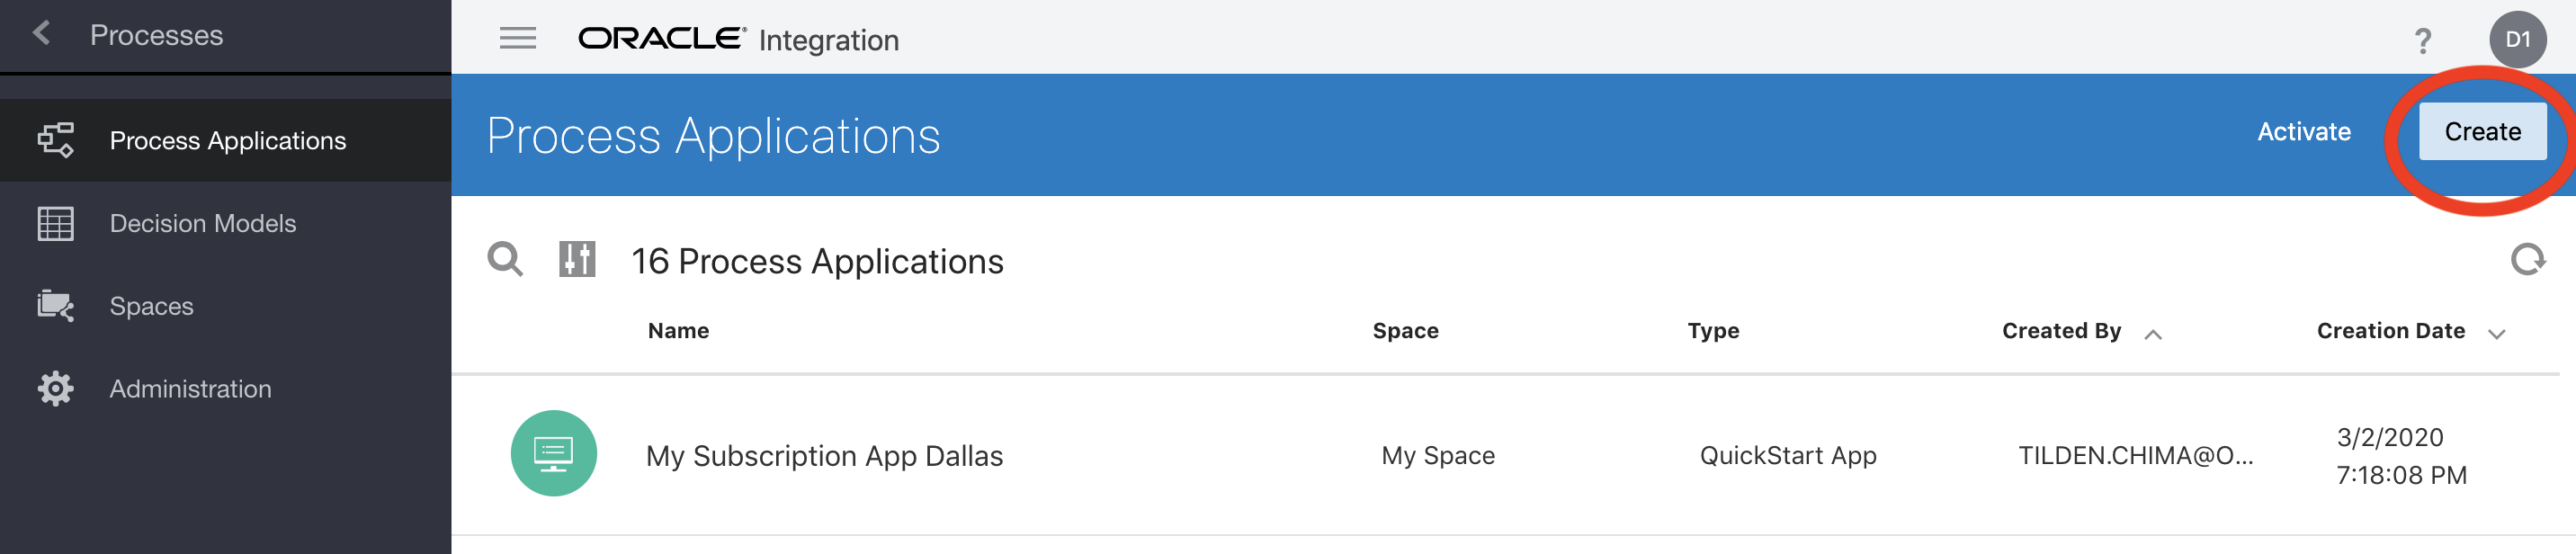 Processes
Process Applications
Decision Models
Spaces
Administration
ORACLE® Integration
? D1
Process Applications
Activate Create
16 Process Applications
Name Space Type Created By Creation Date
My Subscription App Dallas My Space QuickStart App TILDEN.CHIMA@O... 3/2/2020
7:18:08 PM